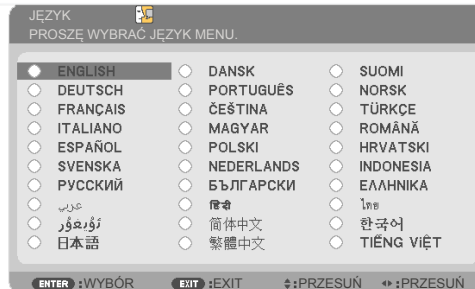 JĘZYK
PROSZĘ WYBRAĆ JĘZYK MENU.
ENGLISH DANSK SUOMI
DEUTSCH PORTUGUÊS NORSK
FRANÇAIS ČEŠTINA TÜRKÇE
ITALIANO MAGYAR ROMÂNĂ
ESPAÑOL POLSKI HRVATSKI
SVENSKA NEDERLANDS INDONESIA
РУССКИЙ БЪЛГАРСКИ ΕΛΛΗΝΙΚΑ
عربي हिंदी ไทย
ئۇيغۇر 简体中文 한국어
日本語 繁體中文 TIẾNG VIỆT
ENTER :WYBÓR EXIT :EXIT :PRZESUŃ :PRZESUŃ